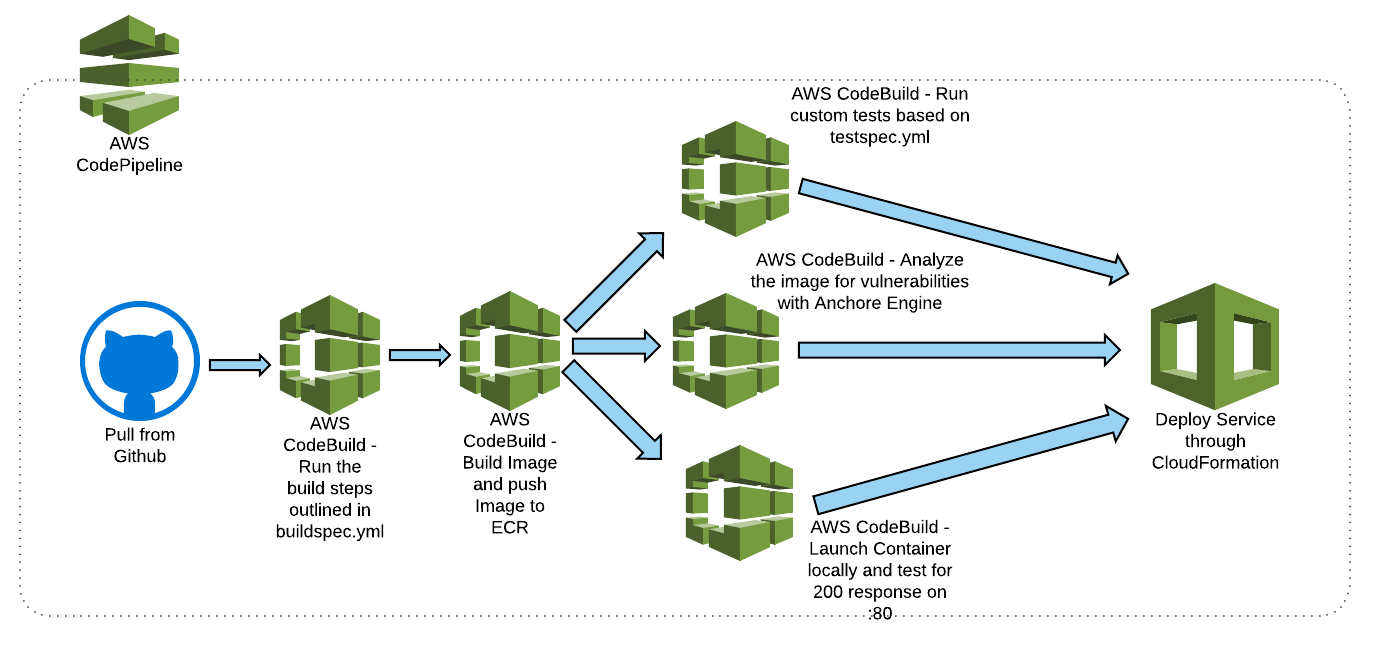 AWS
CodePipeline
AWS CodeBuild - Run
custom tests based on
testspec.yml
AWS CodeBuild - Analyze
the image for vulnerabilities
with Anchore Engine
Pull from
Github
AWS
CodeBuild -
Run the
build steps
outlined in
buildspec.yml
AWS
CodeBuild -
Build Image
and push
Image to
ECR
AWS CodeBuild -
Launch Container
locally and test for
200 response on
:80
Deploy Service
through
CloudFormation